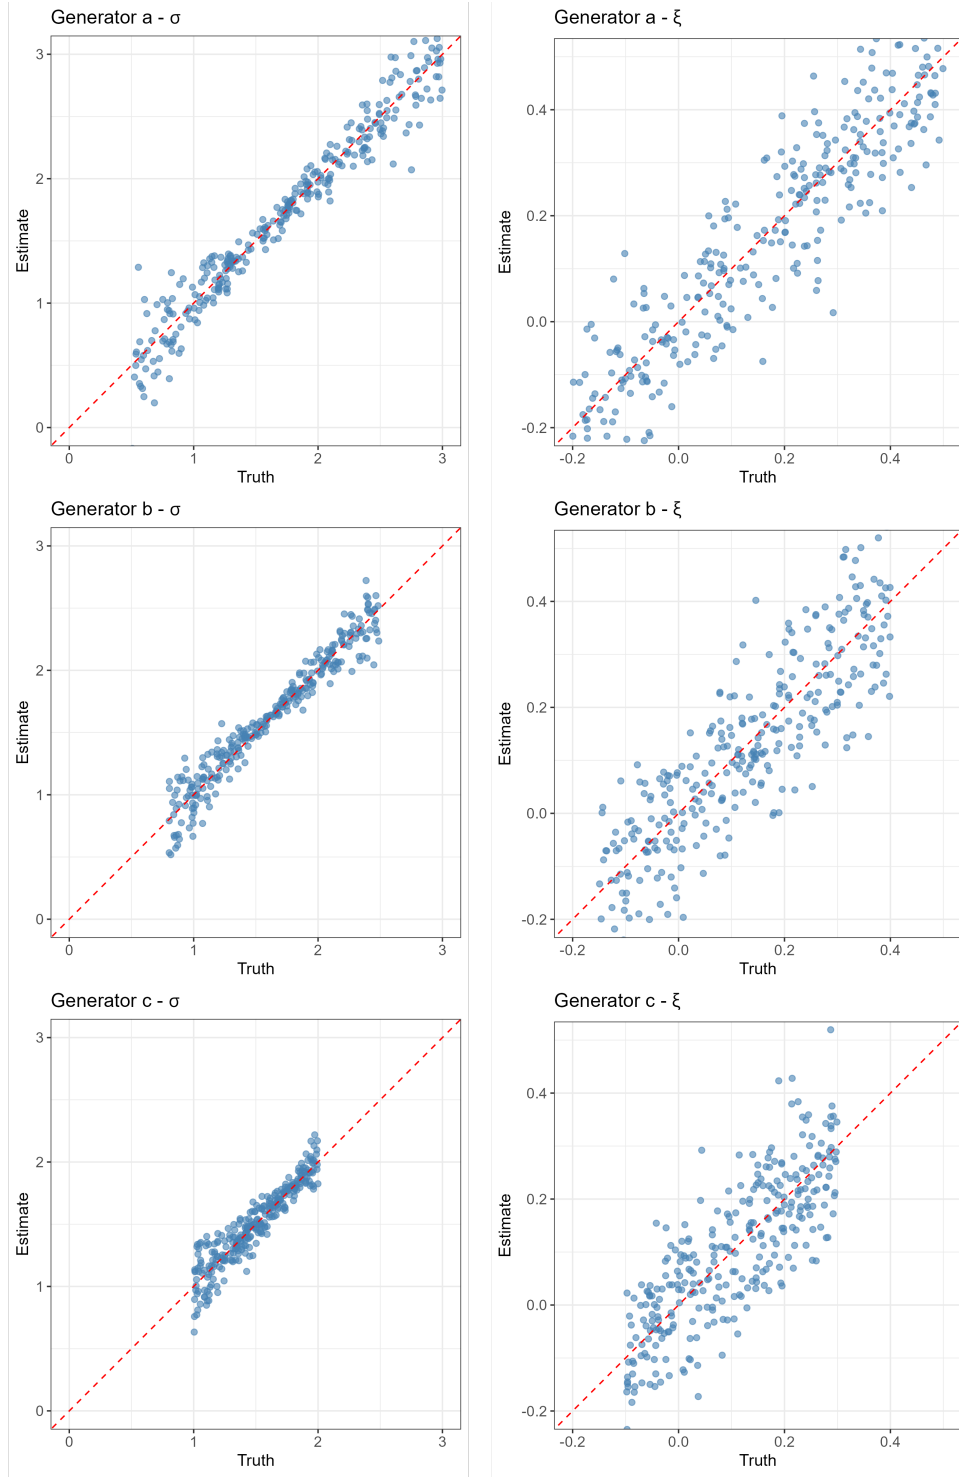 Generator a - σ
Generator a - ξ
Estimate
3
2
1
0
0 1 2 3
Truth
Estimate
0.4
0.2
0.0
-0.2
-0.2 0.0 0.2 0.4
Truth
Generator b - σ
Generator b - ξ
Estimate
3
2
1
0
0 1 2 3
Truth
Estimate
0.4
0.2
0.0
-0.2
-0.2 0.0 0.2 0.4
Truth
Generator c - σ
Generator c - ξ
Estimate
3
2
1
0
0 1 2 3
Truth
Estimate
0.4
0.2
0.0
-0.2
-0.2 0.0 0.2 0.4
Truth